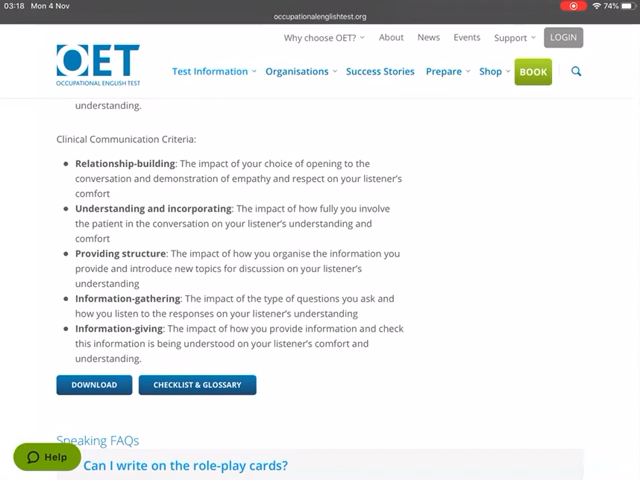 03:18 Mon 4 Nov
74%
occupationalenglishtest.org
Why choose OET? About News Events Support LOGIN
OET
OCCUPATIONAL ENGLISH TEST
Test Information Organisations Success Stories Prepare Shop BOOK
understanding.
Clinical Communication Criteria:
• Relationship-building: The impact of your choice of opening to the
conversation and demonstration of empathy and respect on your listener's
comfort
• Understanding and incorporating: The impact of how fully you involve
the patient in the conversation on your listener's understanding and
comfort
• Providing structure: The impact of how you organise the information you
provide and introduce new topics for discussion on your listener's
understanding
• Information-gathering: The impact of the type of questions you ask and
how you listen to the responses on your listener's understanding
• Information-giving: The impact of how you provide information and check
this information is being understood on your listener's comfort and
understanding.
DOWNLOAD CHECKLIST & GLOSSARY
Speaking FAQs
Help
Can I write on the role-play cards?